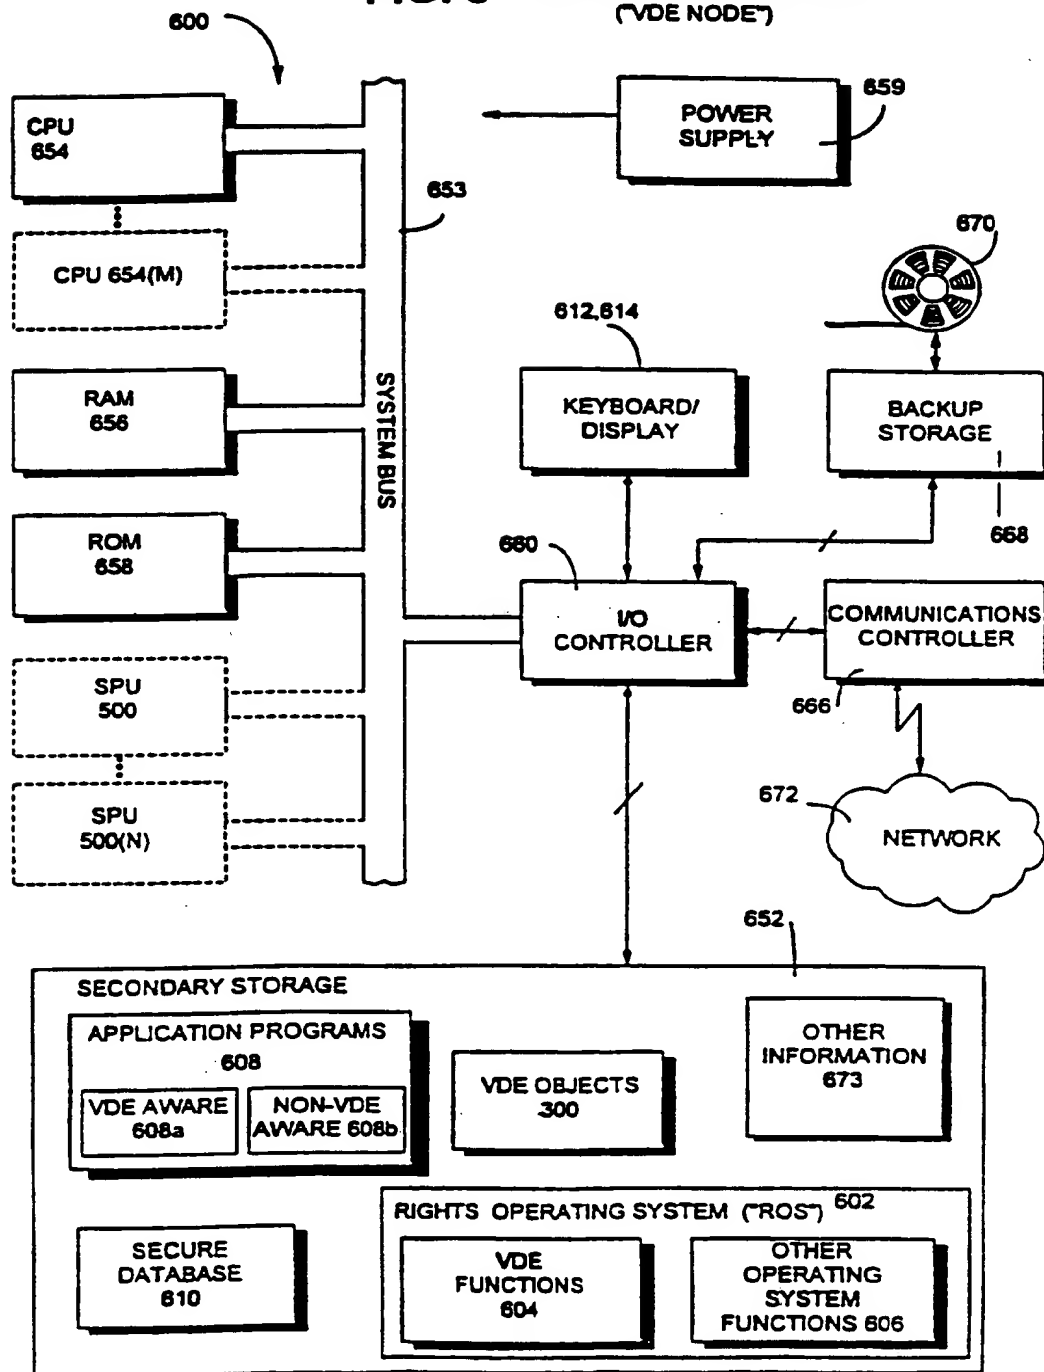 ("VDE NODE")
600
CPU
654
POWER
SUPPLY
659
653
CPU 654(M)
670
612,614
RAM
656
SYSTEM BUS
KEYBOARD/
DISPLAY
BACKUP
STORAGE
668
ROM
658
660
I/O
CONTROLLER
COMMUNICATIONS
CONTROLLER
666
SPU
500
SPU
500(N)
672
NETWORK
652
SECONDARY STORAGE
APPLICATION PROGRAMS
608
VDE AWARE
608a
NON-VDE
AWARE 608b
VDE OBJECTS
300
OTHER
INFORMATION
673
SECURE
DATABASE
610
RIGHTS OPERATING SYSTEM ("ROS") 602
VDE
FUNCTIONS
604
OTHER
OPERATING
SYSTEM
FUNCTIONS 606